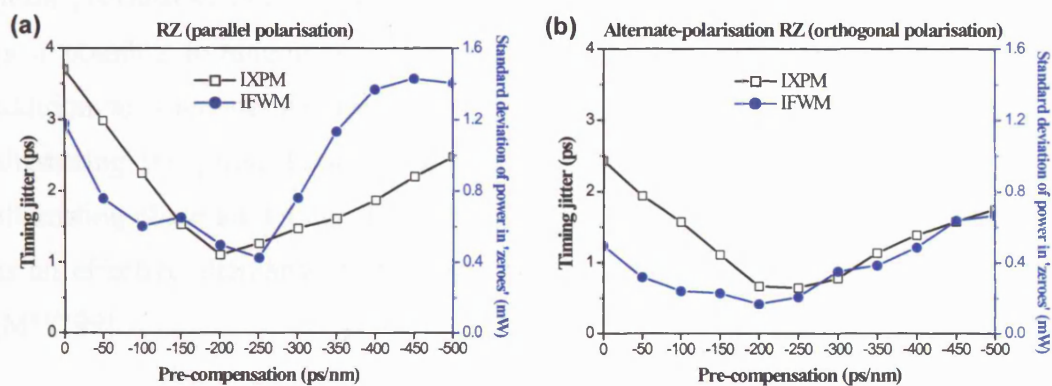 (a)
RZ (parallel polarisation)
4
3
2
1
0
Timing jitter (ps)
IXPM
IFWM
1.6
1.2
0.8
0.4
0.0
Standard deviation of power in 'zeroes' (mW)
0 -50 -100 -150 -200 -250 -300 -350 -400 -450 -500
Pre-compensation (ps/nm)
(b)
Alternate-polarisation RZ (orthogonal polarisation)
4
3
2
1
0
Timing jitter (ps)
IXPM
IFWM
1.6
1.2
0.8
0.4
0.0
Standard deviation of power in 'zeroes' (mW)
0 -50 -100 -150 -200 -250 -300 -350 -400 -450 -500
Pre-compensation (ps/nm)